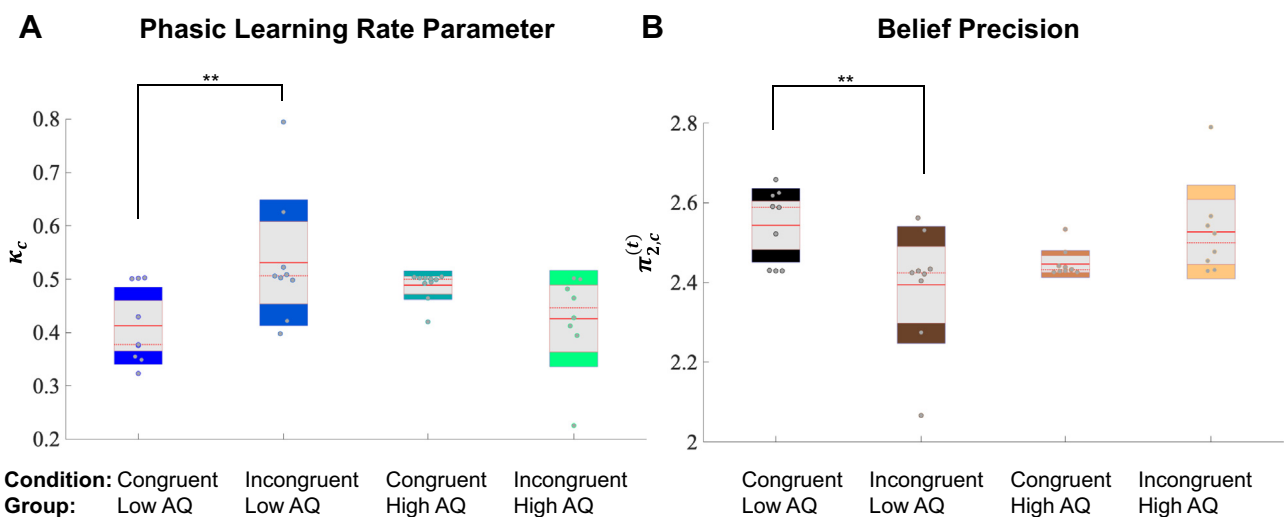 A Phasic Learning Rate Parameter
**
0.8
0.7
0.6
0.5
0.4
0.3
0.2
κc
Condition: Congruent Incongruent Congruent Incongruent
Group: Low AQ Low AQ High AQ High AQ
B Belief Precision
**
2.8
2.6
2.4
2.2
2
π2,c(t)
Congruent Incongruent Congruent Incongruent
Low AQ Low AQ High AQ High AQ